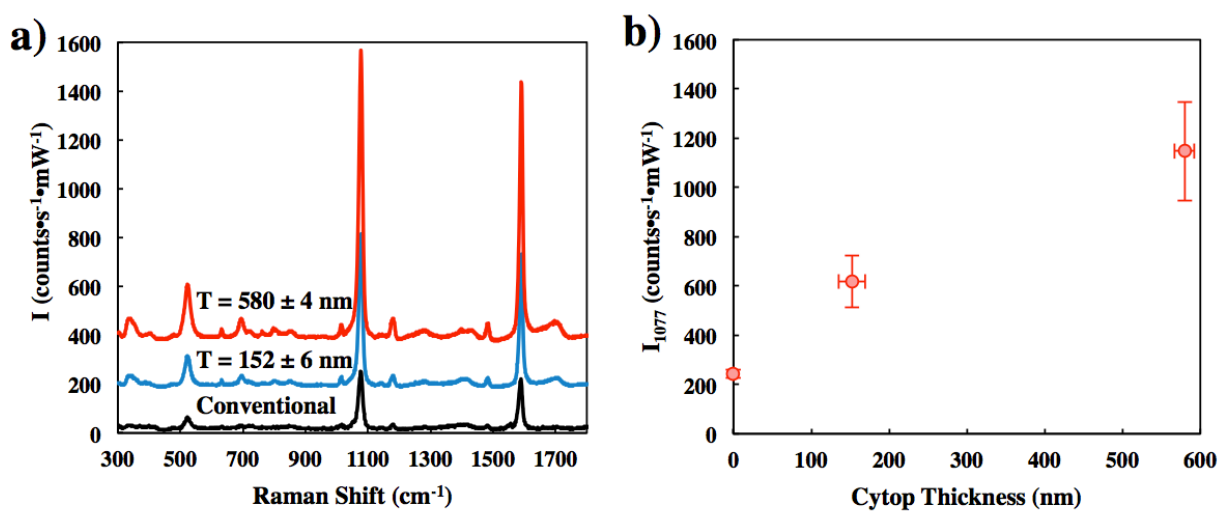 a)
1600
1400
1200
1000
800
600
400
200
0
I (counts•s⁻¹•mW⁻¹)
T = 580 ± 4 nm
T = 152 ± 6 nm
Conventional
300 500 700 900 1100 1300 1500 1700
Raman Shift (cm⁻¹)
b)
1600
1400
1200
1000
800
600
400
200
0
I₁₀₇₇ (counts•s⁻¹•mW⁻¹)
0 100 200 300 400 500 600
Cytop Thickness (nm)